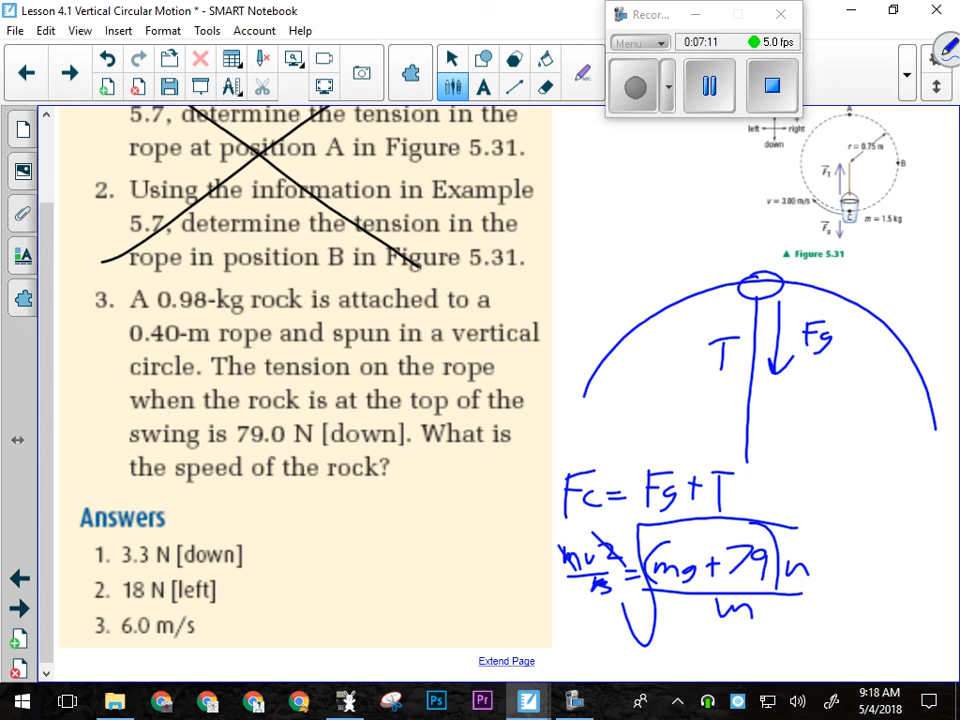 Lesson 4.1 Vertical Circular Motion * - SMART Notebook
File Edit View Insert Format Tools Account Help
Recor...
Menu
0:07:11
5.0 fps
5.7, determine the tension in the
rope at position A in Figure 5.31.
2. Using the information in Example
5.7, determine the tension in the
rope in position B in Figure 5.31.
3. A 0.98-kg rock is attached to a
0.40-m rope and spun in a vertical
circle. The tension on the rope
when the rock is at the top of the
swing is 79.0 N [down]. What is
the speed of the rock?
Answers
1. 3.3 N [down]
2. 18 N [left]
3. 6.0 m/s
A
left right
down
r = 0.75 m
B
FT
v = 3.00 m/s
C
m = 1.5 kg
Fg
▲ Figure 5.31
T Fg
Fc = Fg + T
(mg + 79)
m
Extend Page
Ps Pr
9:18 AM
5/4/2018